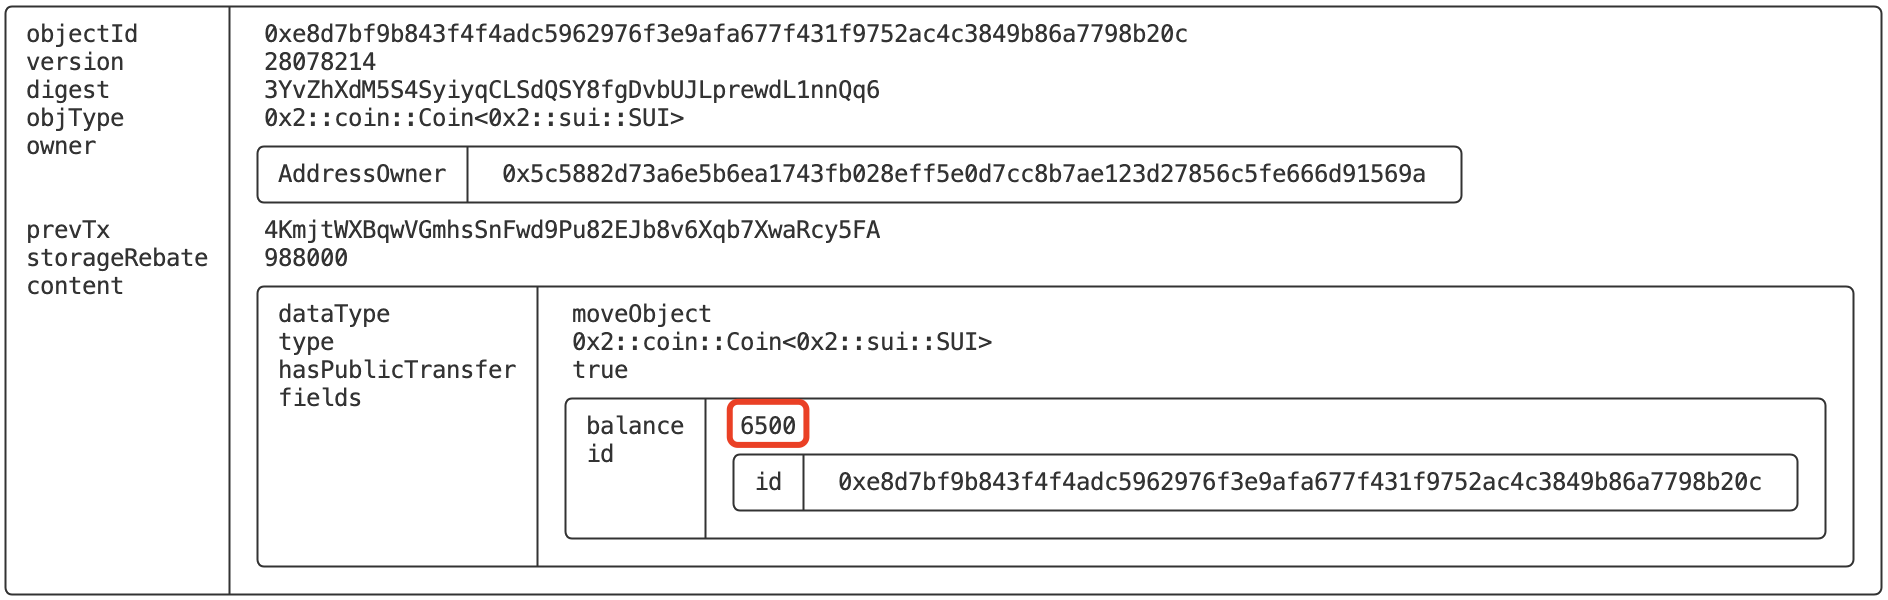 objectId 0xe8d7bf9b843f4f4adc5962976f3e9afa677f431f9752ac4c3849b86a7798b20c
version 28078214
digest 3YvZhXdM5S4SyiyqCLSdQSY8fgDvbUJLprewdL1nnQq6
objType 0x2::coin::Coin<0x2::sui::SUI>
owner
AddressOwner 0x5c5882d73a6e5b6ea1743fb028eff5e0d7cc8b7ae123d27856c5fe666d91569a
prevTx 4KmjtWXBqwVGmhsSnFwd9Pu82EJb8v6Xqb7XwaRcy5FA
storageRebate 988000
content
dataType moveObject
type 0x2::coin::Coin<0x2::sui::SUI>
hasPublicTransfer true
fields
balance 6500
id
id 0xe8d7bf9b843f4f4adc5962976f3e9afa677f431f9752ac4c3849b86a7798b20c